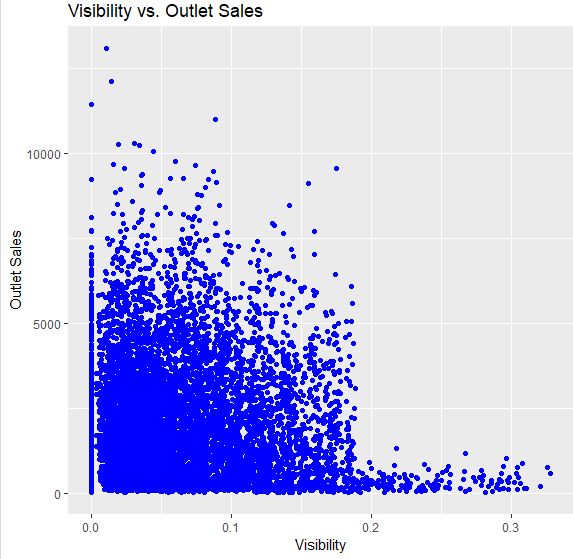 Visibility vs. Outlet Sales
Outlet Sales
10000
5000
0
0.0 0.1 0.2 0.3
Visibility